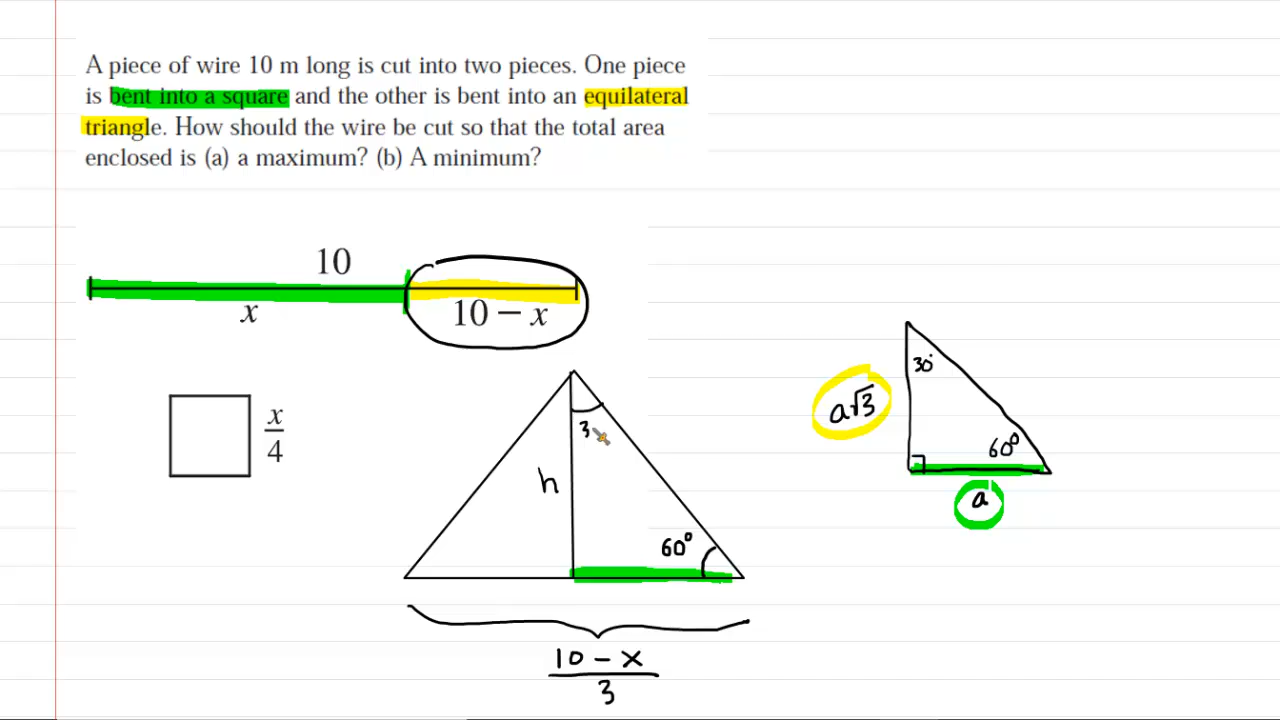 A piece of wire 10 m long is cut into two pieces. One piece
is bent into a square and the other is bent into an equilateral
triangle. How should the wire be cut so that the total area
enclosed is (a) a maximum? (b) A minimum?
10
x
10 − x
30°
a√3
60°
a
x/4
3
h
60°
10 − x
3